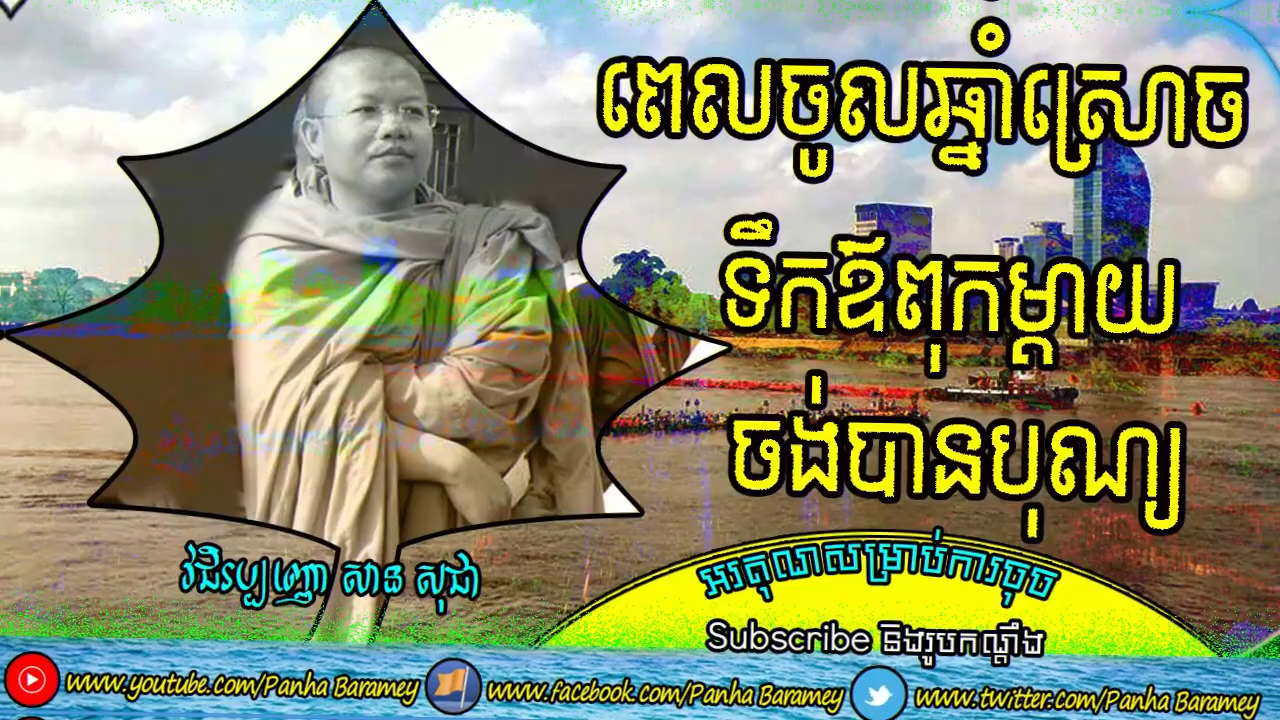 ពេលចូលឆ្នាំស្រោច
ទឹកឪពុកម្តាយ
ចង់បានបុណ្យ
វជិរប្បញ្ញោ សាន សុជា
អរគុណសម្រាប់ការចុច
Subscribe និងរូបកណ្តឹង
www.youtube.com/Panha Baramey
www.facebook.com/Panha Baramey
www.twitter.com/Panha Baramey